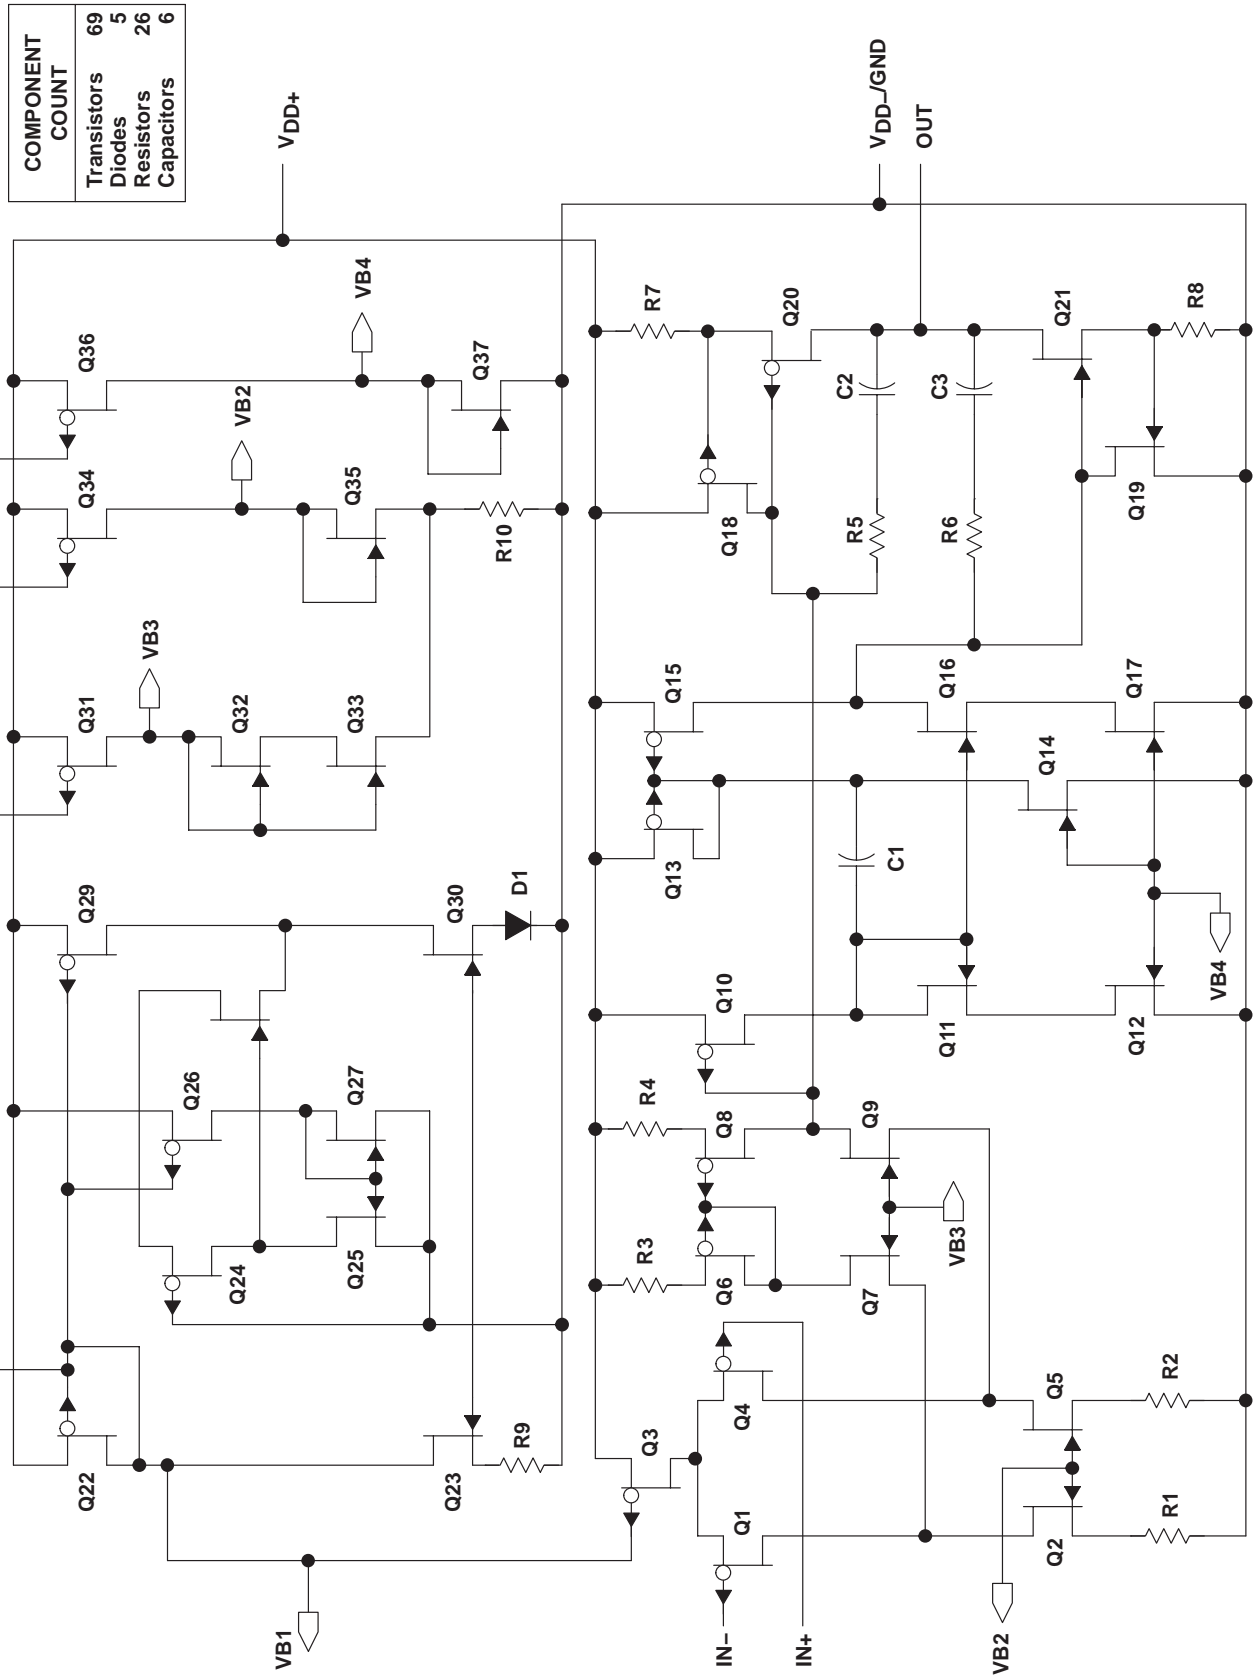 COMPONENT
COUNT
Transistors 69
Diodes 5
Resistors 26
Capacitors 6
VDD+
Q36
VB4
Q37
Q34
VB2
Q35
R10
Q31
VB3
Q32
Q33
Q29
Q30
D1
Q26
Q27
Q24
Q25
Q22
Q23
R9
VB1
VDD–/GND
OUT
R7
Q20
C2
C3
Q21
R8
Q18
R5
R6
Q19
Q15
Q16
Q17
Q14
Q13
C1
VB4
Q10
Q11
Q12
R4
Q8
Q9
R3
Q6
Q7
VB3
Q3
Q4
Q5
R2
Q1
Q2
R1
IN–
IN+
VB2